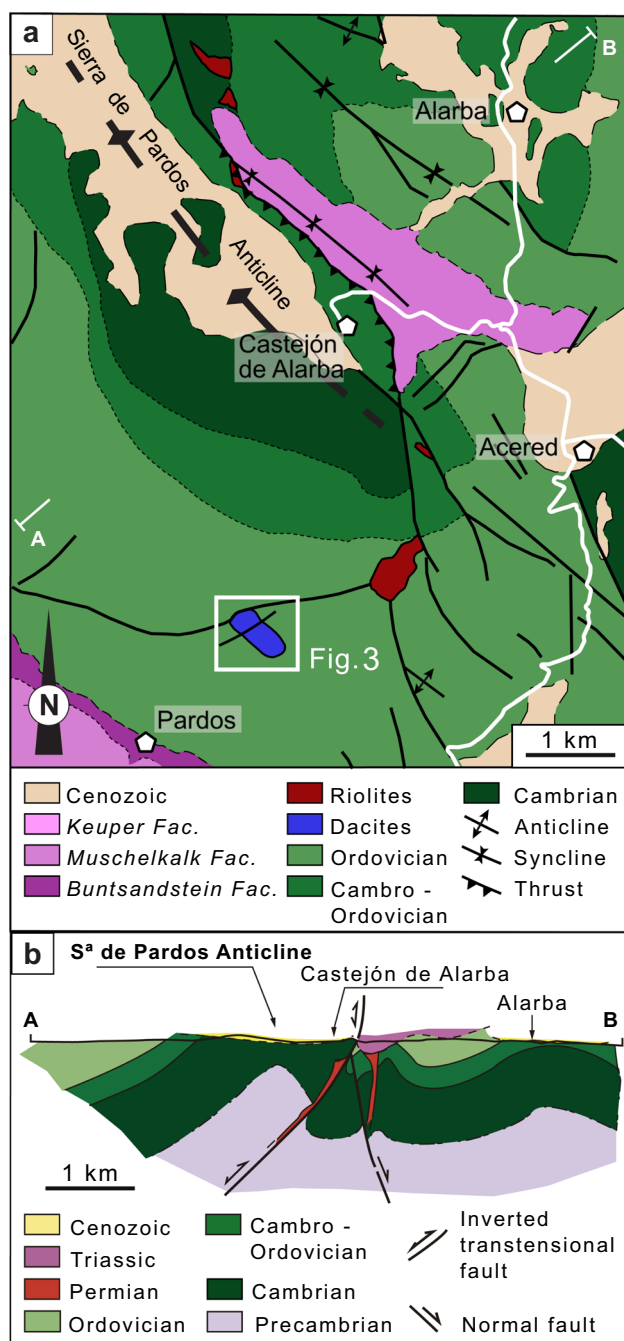 a
B
Sierra de Pardos Anticline
Alarba
Castejón
de Alarba
Acered
A
Fig. 3
N
Pardos
1 km
Cenozoic
Keuper Fac.
Muschelkalk Fac.
Buntsandstein Fac.
Riolites
Dacites
Ordovician
Cambro -
Ordovician
Cambrian
Anticline
Syncline
Thrust
b
Sª de Pardos Anticline
Castejón de Alarba
Alarba
A
B
1 km
Cenozoic
Triassic
Permian
Ordovician
Cambro -
Ordovician
Cambrian
Precambrian
Inverted
transtensional
fault
Normal fault